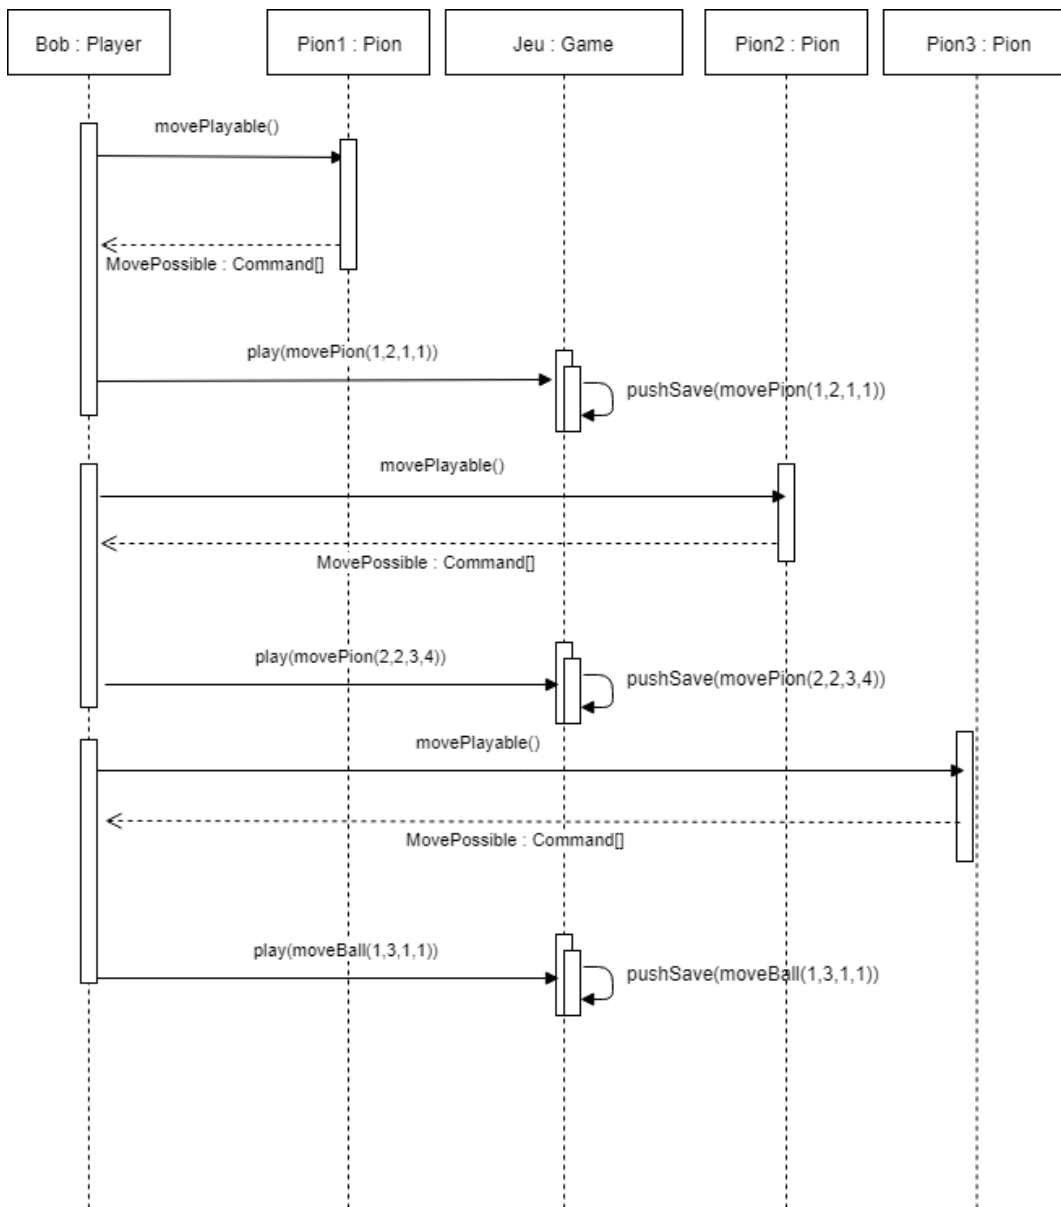 Bob : Player
Pion1 : Pion
Jeu : Game
Pion2 : Pion
Pion3 : Pion
movePlayable()
MovePossible : Command[]
play(movePion(1,2,1,1))
pushSave(movePion(1,2,1,1))
movePlayable()
MovePossible : Command[]
play(movePion(2,2,3,4))
pushSave(movePion(2,2,3,4))
movePlayable()
MovePossible : Command[]
play(moveBall(1,3,1,1))
pushSave(moveBall(1,3,1,1))